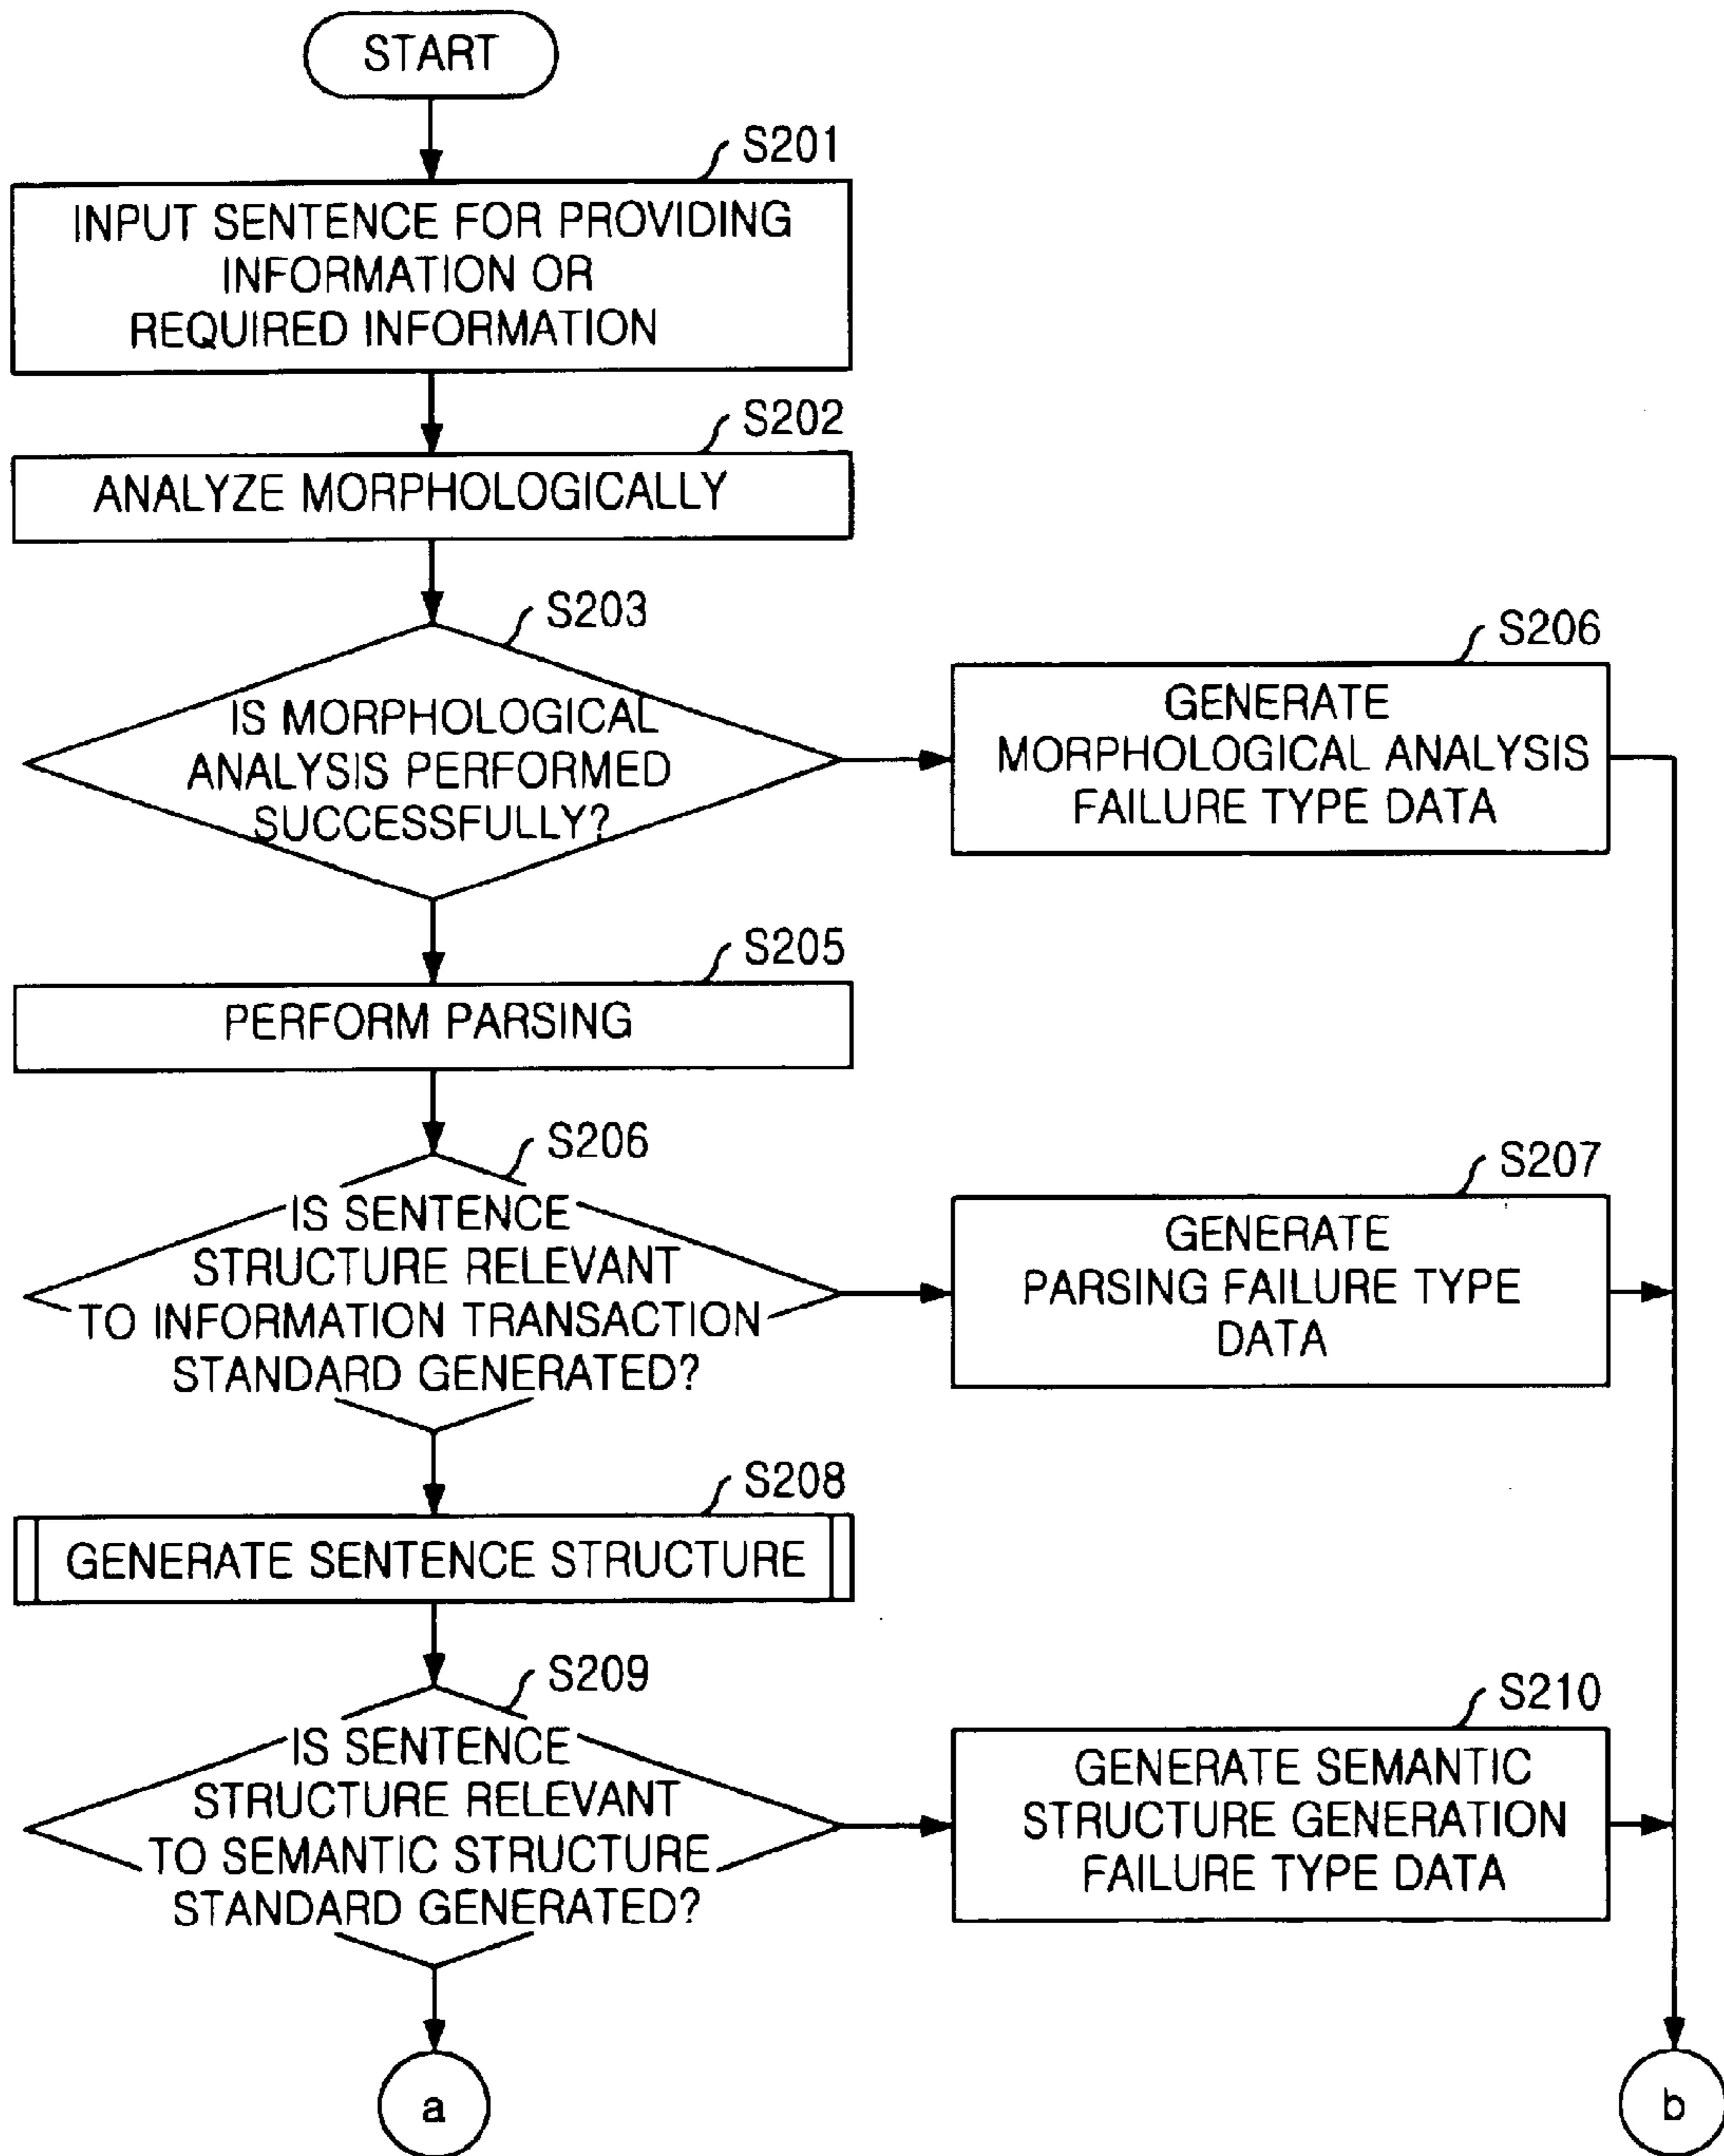 START
S201
INPUT SENTENCE FOR PROVIDING
INFORMATION OR
REQUIRED INFORMATION
S202
ANALYZE MORPHOLOGICALLY
S203
IS MORPHOLOGICAL
ANALYSIS PERFORMED
SUCCESSFULLY?
S206
GENERATE
MORPHOLOGICAL ANALYSIS
FAILURE TYPE DATA
S205
PERFORM PARSING
S206
IS SENTENCE
STRUCTURE RELEVANT
TO INFORMATION TRANSACTION
STANDARD GENERATED?
S207
GENERATE
PARSING FAILURE TYPE
DATA
S208
GENERATE SENTENCE STRUCTURE
S209
IS SENTENCE
STRUCTURE RELEVANT
TO SEMANTIC STRUCTURE
STANDARD GENERATED?
S210
GENERATE SEMANTIC
STRUCTURE GENERATION
FAILURE TYPE DATA
a
b